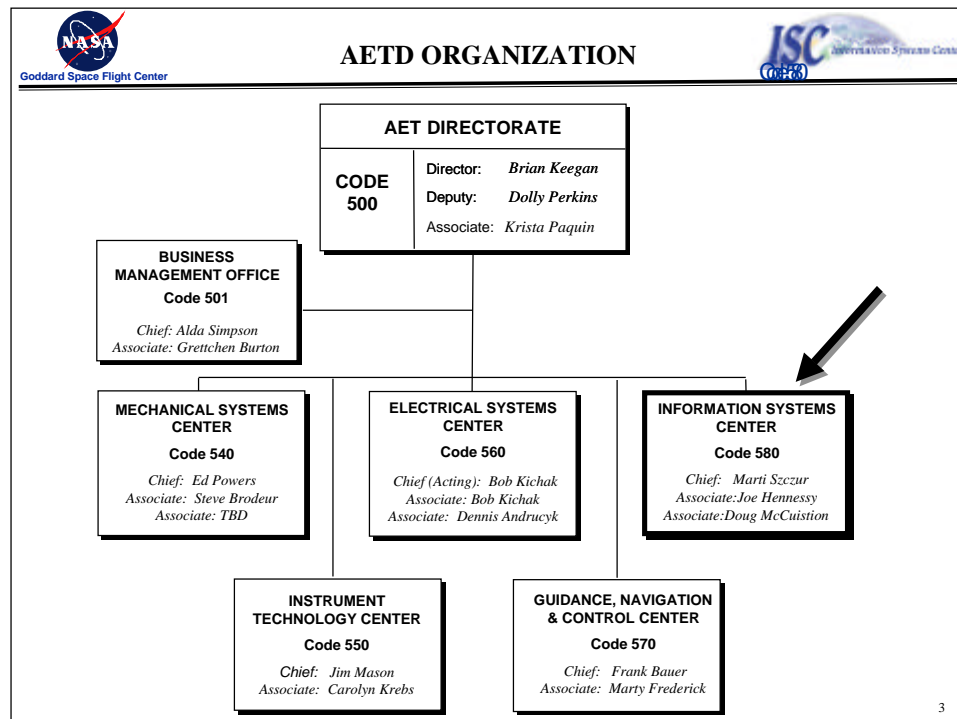 NASA
Goddard Space Flight Center
AETD ORGANIZATION
ISC
Information Systems Cente
AET DIRECTORATE
CODE
500
Director: Brian Keegan
Deputy: Dolly Perkins
Associate: Krista Paquin
BUSINESS
MANAGEMENT OFFICE
Code 501
Chief: Alda Simpson
Associate: Grettchen Burton
MECHANICAL SYSTEMS
CENTER
Code 540
Chief: Ed Powers
Associate: Steve Brodeur
Associate: TBD
ELECTRICAL SYSTEMS
CENTER
Code 560
Chief (Acting): Bob Kichak
Associate: Bob Kichak
Associate: Dennis Andrucyk
INFORMATION SYSTEMS
CENTER
Code 580
Chief: Marti Szczur
Associate:Joe Hennessy
Associate:Doug McCuistion
INSTRUMENT
TECHNOLOGY CENTER
Code 550
Chief: Jim Mason
Associate: Carolyn Krebs
GUIDANCE, NAVIGATION
& CONTROL CENTER
Code 570
Chief: Frank Bauer
Associate: Marty Frederick
3